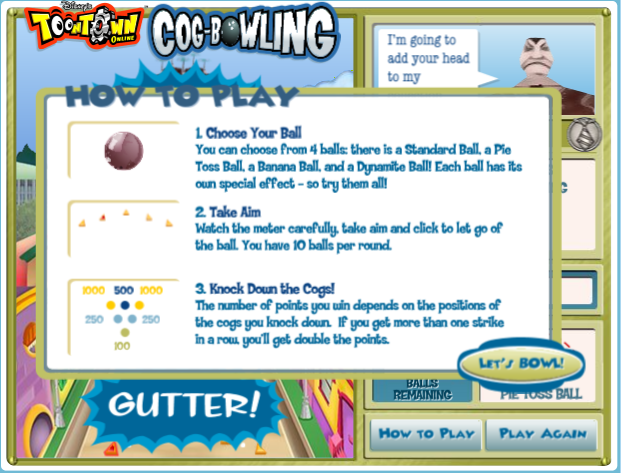 Disney's
TOONTOWN
ONLINE
COG-BOWLING
I'm going to
add your head
to my
HOW TO PLAY
1. Choose Your Ball
You can choose from 4 balls: there is a Standard Ball, a Pie
Toss Ball, a Banana Ball, and a Dynamite Ball! Each ball has its
own special effect - so try them all!
2. Take Aim
Watch the meter carefully, take aim and click to let go of
the ball. You have 10 balls per round.
1000 500 1000
250 250
100
3. Knock Down the Cogs!
The number of points you win depends on the positions of
the cogs you knock down. If you get more than one strike
in a row, you'll get double the points.
LET'S BOWL!
GUTTER!
BALLS
REMAINING
PIE TOSS BALL
HOW TO PLAY
PLAY AGAIN